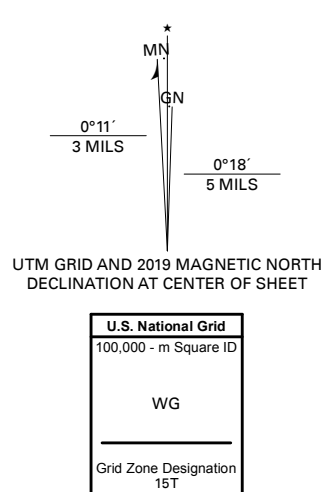 ★
MN
GN
0°11´
3 MILS
0°18´
5 MILS
UTM GRID AND 2019 MAGNETIC NORTH
DECLINATION AT CENTER OF SHEET
U.S. National Grid
100,000 - m Square ID
WG
Grid Zone Designation
15T